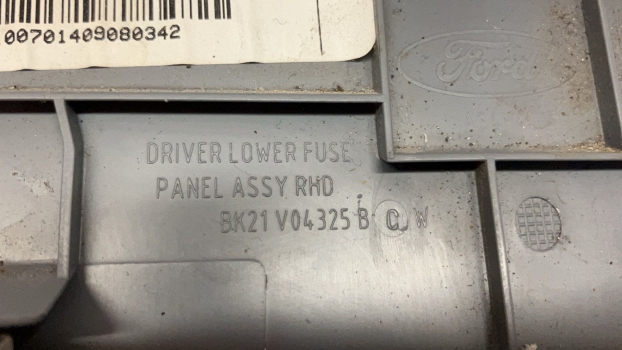 00701409080342
Ford
DRIVER LOWER FUSE
PANEL ASSY RHD
BK21 V04325 B C W